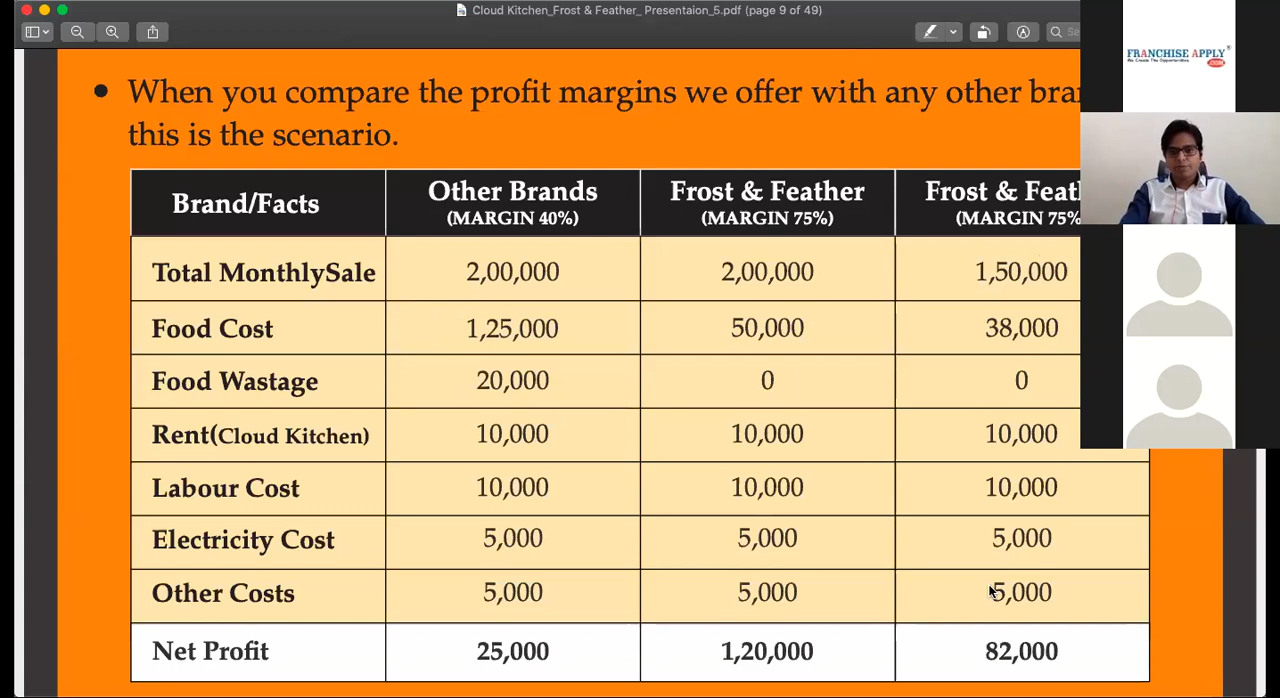 Cloud Kitchen_Frost & Feather_ Presentaion_5.pdf (page 9 of 49)
FRANCHISE APPLY
We Create The Opportunities
.COM
• When you compare the profit margins we offer with any other
this is the scenario.
Brand/Facts Other Brands Frost & Feather Frost &
(MARGIN 40%) (MARGIN 75%) (MARGIN 75%
Total MonthlySale 2,00,000 2,00,000 1,50,000
Food Cost 1,25,000 50,000 38,000
Food Wastage 20,000 0 0
Rent(Cloud Kitchen) 10,000 10,000 10,000
Labour Cost 10,000 10,000 10,000
Electricity Cost 5,000 5,000 5,000
Other Costs 5,000 5,000 5,000
Net Profit 25,000 1,20,000 82,000